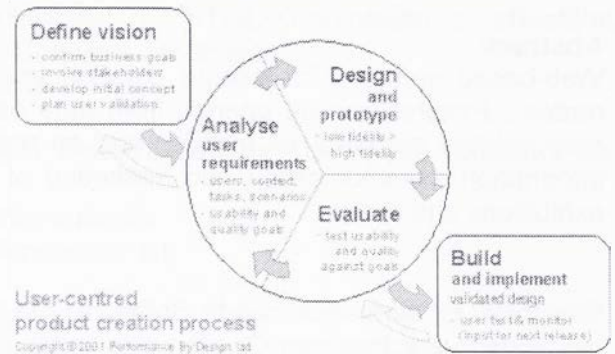 Define vision
- confirm business goals
- involve stakeholders
- develop initial concept
- plan user validation
Design
and
prototype
- low fidelity >
high fidelity
Analyse
user
requirements
- users, context,
tasks, scenarios
- usability and
quality goals
Evaluate
- test usability
and quality
against goals
Build
and implement
validated design
- user test & monitor
(input for next release)
User-centred
product creation process
Copyright © 2001 Performance By Design Ltd